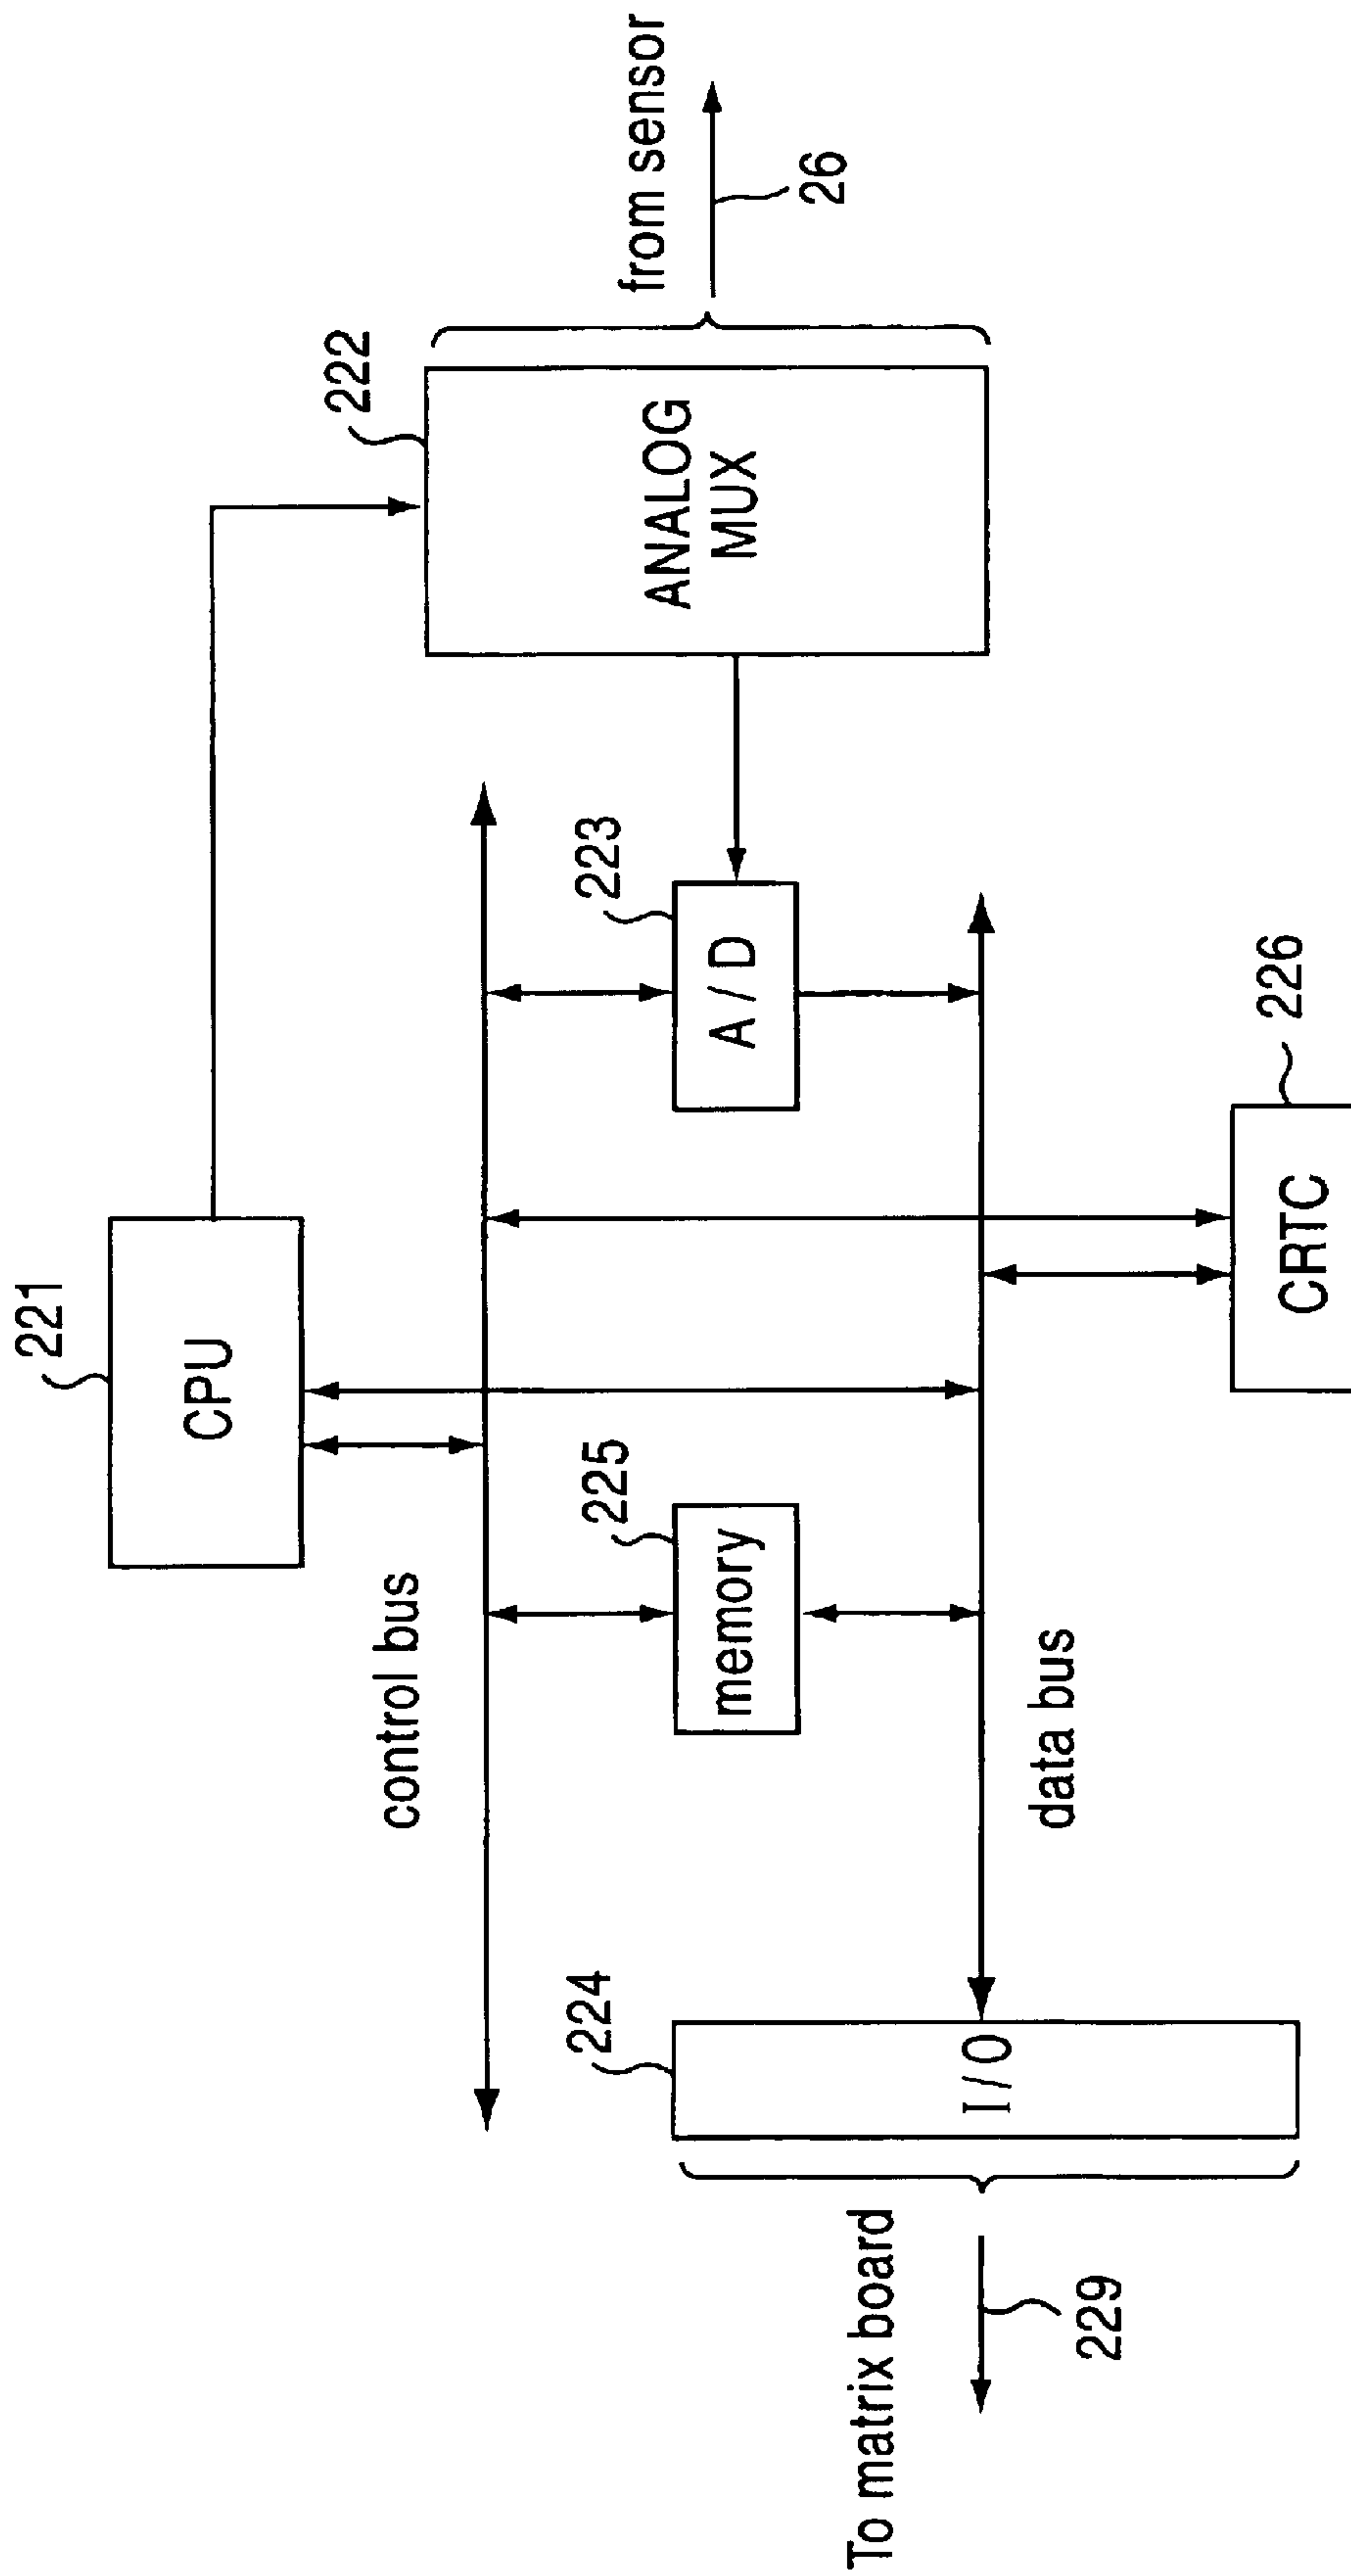 221
CPU
222
ANALOG
MUX
from sensor
26
control bus
225
memory
223
A / D
224
I / O
To matrix board
229
data bus
226
CRTC